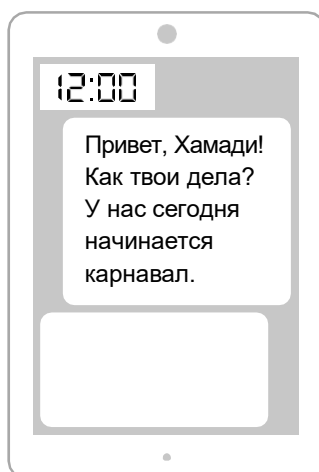 12:00
Привет, Хамади!
Как твои дела?
У нас сегодня
начинается
карнавал.